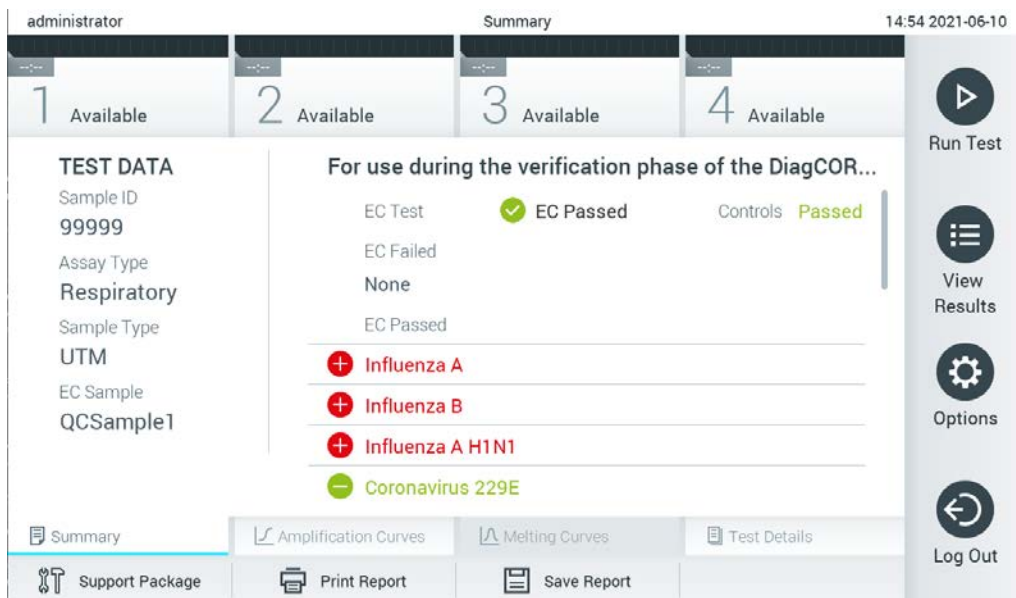 administrator
Summary
14:54 2021-06-10
--:--
--:--
--:--
--:--
1 Available
2 Available
3 Available
4 Available
Run Test
View
Results
Options
Log Out
TEST DATA
Sample ID
99999
Assay Type
Respiratory
Sample Type
UTM
EC Sample
QCSample1
For use during the verification phase of the DiagCOR...
EC Test
EC Passed
Controls Passed
EC Failed
None
EC Passed
Influenza A
Influenza B
Influenza A H1N1
Coronavirus 229E
Summary
Amplification Curves
Melting Curves
Test Details
Support Package
Print Report
Save Report